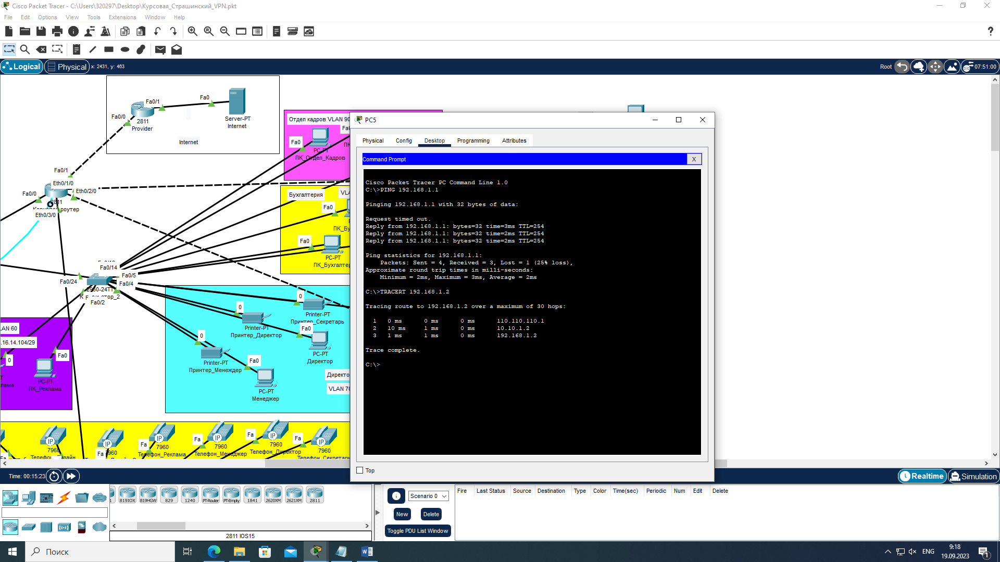 Cisco Packet Tracer - C:\Users\320297\Desktop\Курсовая_Страшинский_VPN.pkt
File Edit Options View Tools Extensions Window Help
Logical Physical x: 2431, y: 463
Root 07:51:00
Fa0/1
Fa0
Fa0/0
2811
Provider
Server-PT
Internet
Internet
Отдел кадров VLAN 90
Fa0
PC-PT
ПК_Отдел_Кадров
Fa0/1
Eth0/1/0
Fa0/0
Eth0/2/0
2811
Eth0/3/0
Бухгалтерия
VLA
Fa0
Fa0
PC-PT
ПК_Бухгалтер
Fa0/14
Fa0/5
Fa0/24
Fa0/4
2960-24TT
Fa0/2
LAN 60
.16.14.104/29
0
Fa0
PC-PT
ПК_Реклама
0
Printer-PT
Принтер_Секретарь
0
Printer-PT
Принтер_Директор
Fa0
PC-PT
Директор
0
Printer-PT
Принтер_Менеждер
Fa0
PC-PT
Менеджер
Директо
VLAN 70
7960
Fa
7960
Fa
7960
Телефон_Реклама
Fa
7960
Телефон_Менеджер
Fa
7960
Телефон_Директор
Fa
7960
Телефон_Секретарь
IP IP IP IP IP IP
PC5
Physical Config Desktop Programming Attributes
Command Prompt X
Cisco Packet Tracer PC Command Line 1.0
C:\>PING 192.168.1.1
Pinging 192.168.1.1 with 32 bytes of data:
Request timed out.
Reply from 192.168.1.1: bytes=32 time=3ms TTL=254
Reply from 192.168.1.1: bytes=32 time=2ms TTL=254
Reply from 192.168.1.1: bytes=32 time=2ms TTL=254
Ping statistics for 192.168.1.1:
Packets: Sent = 4, Received = 3, Lost = 1 (25% loss),
Approximate round trip times in milli-seconds:
Minimum = 2ms, Maximum = 3ms, Average = 2ms
C:\>TRACERT 192.168.1.2
Tracing route to 192.168.1.2 over a maximum of 30 hops:
1 0 ms 0 ms 0 ms 110.110.110.1
2 10 ms 1 ms 0 ms 10.10.1.2
3 1 ms 1 ms 0 ms 192.168.1.2
Trace complete.
C:\>
Top
Time: 00:15:23
Realtime Simulation
819IOX 819HGW 829 1240 PT-Router PT-Empty 1841 2620XM 2621XM 2811
2811 IOS15
Scenario 0
New Delete
Toggle PDU List Window
Fire Last Status Source Destination Type Color Time(sec) Periodic Num Edit Delete
Поиск
ENG
9:18
19.09.2023
1